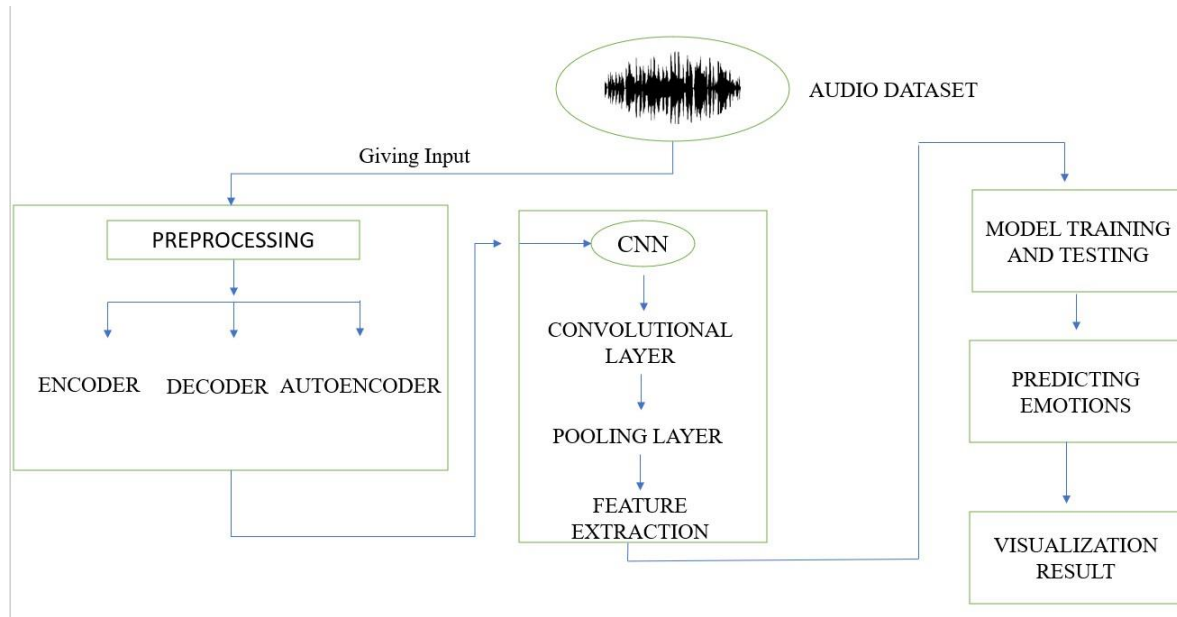 AUDIO DATASET
Giving Input
PREPROCESSING
ENCODER
DECODER
AUTOENCODER
CNN
CONVOLUTIONAL
LAYER
POOLING LAYER
FEATURE
EXTRACTION
MODEL TRAINING
AND TESTING
PREDICTING
EMOTIONS
VISUALIZATION
RESULT